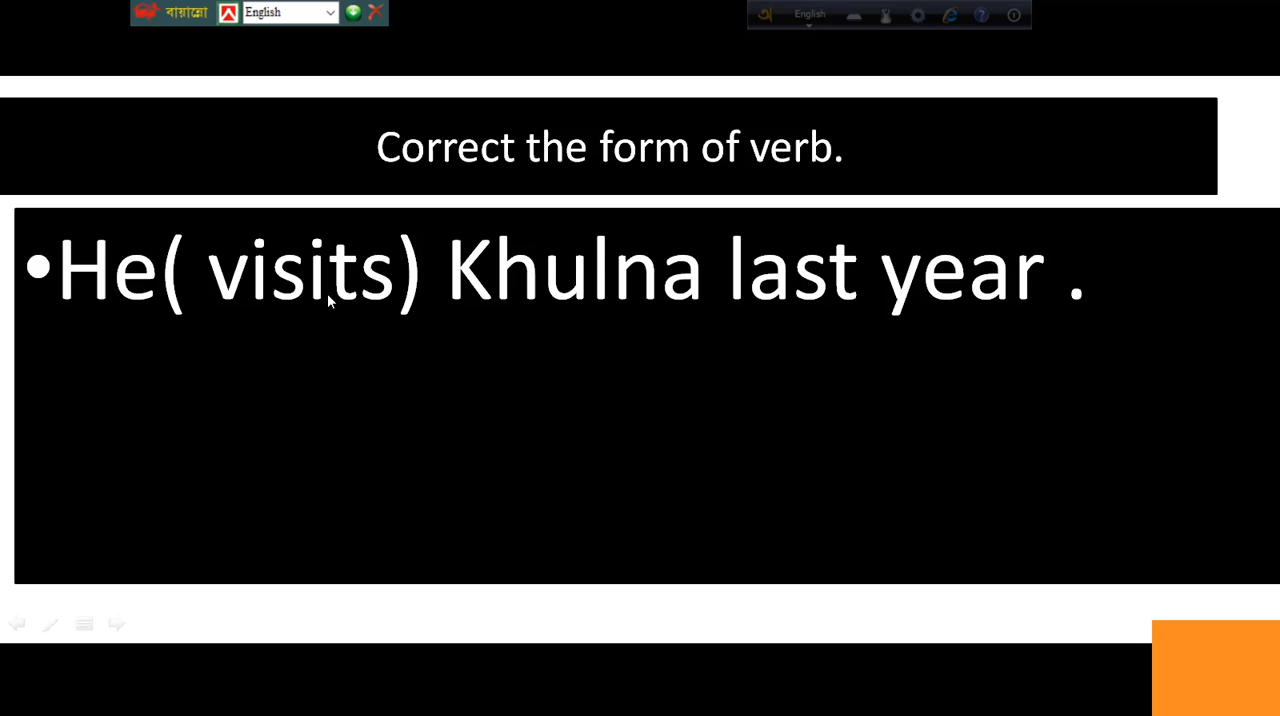 বায়ান্নো English
অ English
Correct the form of verb.
•He( visits) Khulna last year .